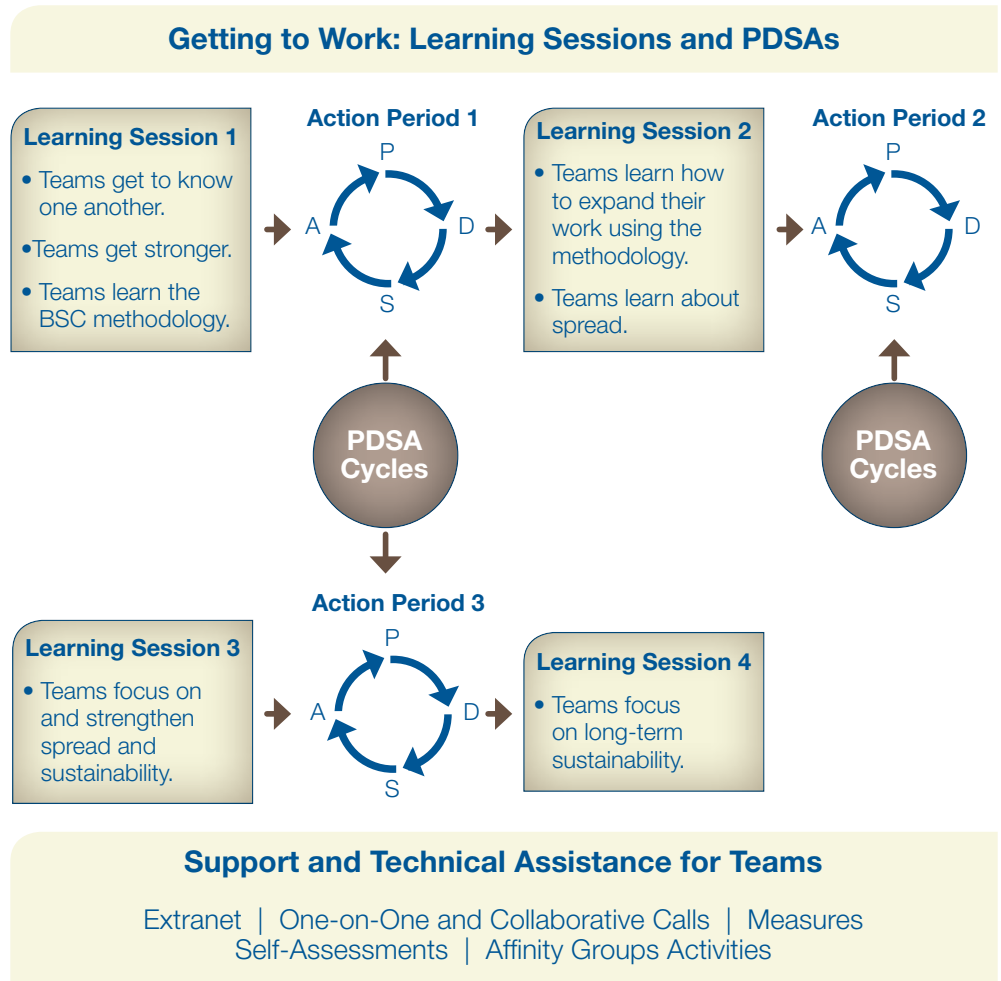 Getting to Work: Learning Sessions and PDSAs
Learning Session 1
• Teams get to know
one another.
•Teams get stronger.
• Teams learn the
BSC methodology.
Action Period 1
P
A
D
S
Learning Session 2
• Teams learn how
to expand their
work using the
methodology.
• Teams learn about
spread.
Action Period 2
P
A
D
S
PDSA
Cycles
PDSA
Cycles
Learning Session 3
• Teams focus on
and strengthen
spread and
sustainability.
Action Period 3
P
A
D
S
Learning Session 4
• Teams focus
on long-term
sustainability.
Support and Technical Assistance for Teams
Extranet | One-on-One and Collaborative Calls | Measures
Self-Assessments | Affinity Groups Activities